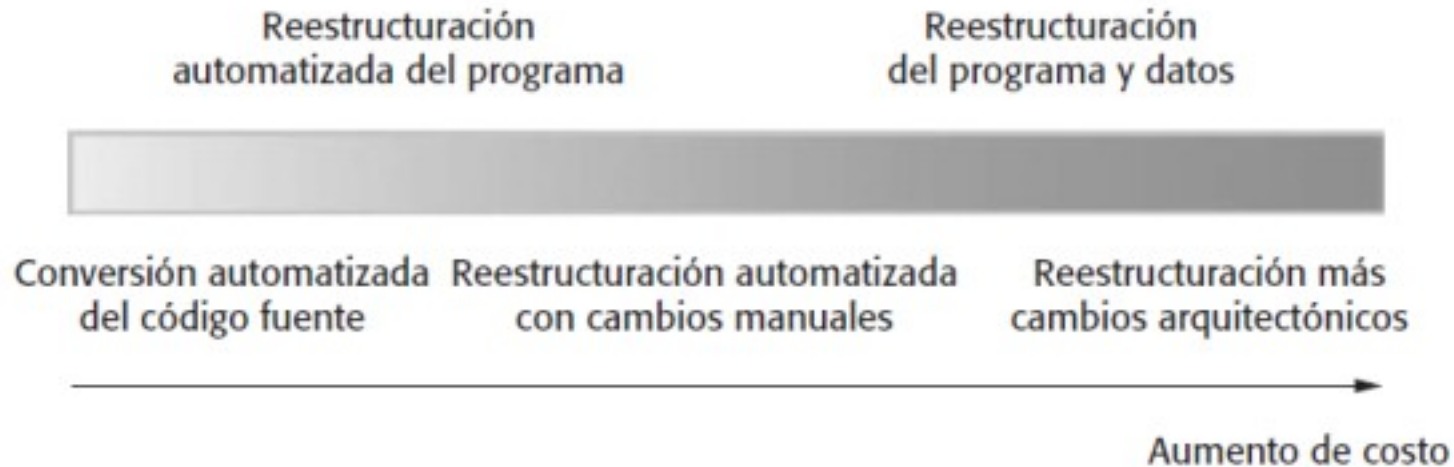 Reestructuración
automatizada del programa
Reestructuración
del programa y datos
Conversión automatizada
del código fuente
Reestructuración automatizada
con cambios manuales
Reestructuración más
cambios arquitectónicos
Aumento de costo